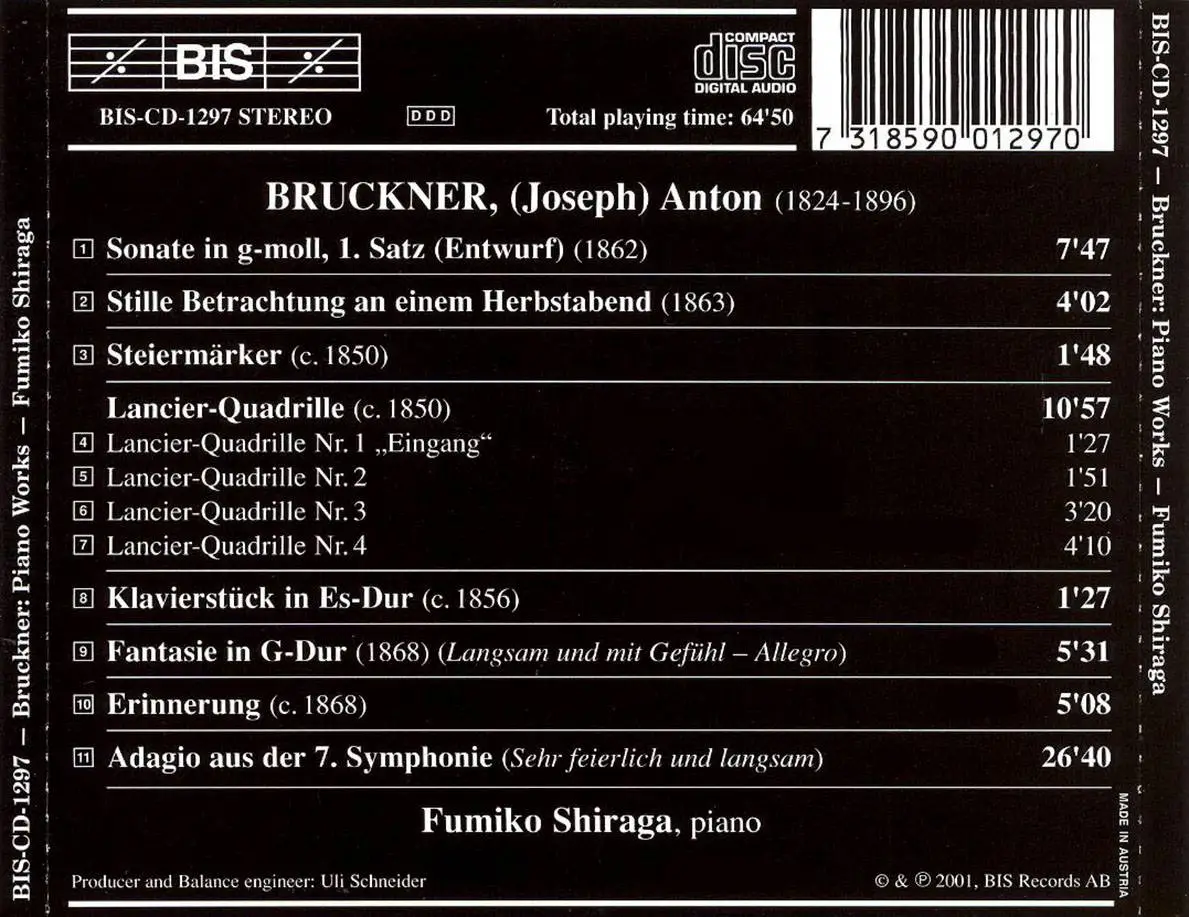 BIS
COMPACT
disc
DIGITAL AUDIO
BIS-CD-1297 STEREO
DDD
Total playing time: 64'50
7 318590 012970
BRUCKNER, (Joseph) Anton (1824-1896)
1 Sonate in g-moll, 1. Satz (Entwurf) (1862) 7'47
2 Stille Betrachtung an einem Herbstabend (1863) 4'02
3 Steiermärker (c. 1850) 1'48
Lancier-Quadrille (c. 1850) 10'57
4 Lancier-Quadrille Nr. 1 „Eingang“ 1'27
5 Lancier-Quadrille Nr. 2 1'51
6 Lancier-Quadrille Nr. 3 3'20
7 Lancier-Quadrille Nr. 4 4'10
8 Klavierstück in Es-Dur (c. 1856) 1'27
9 Fantasie in G-Dur (1868) (Langsam und mit Gefühl – Allegro) 5'31
10 Erinnerung (c. 1868) 5'08
11 Adagio aus der 7. Symphonie (Sehr feierlich und langsam) 26'40
Fumiko Shiraga, piano
Producer and Balance engineer: Uli Schneider
© & ℗ 2001, BIS Records AB
MADE IN AUSTRIA
BIS-CD-1297 – Bruckner: Piano Works – Fumiko Shiraga
BIS-CD-1297 – Bruckner: Piano Works – Fumiko Shiraga